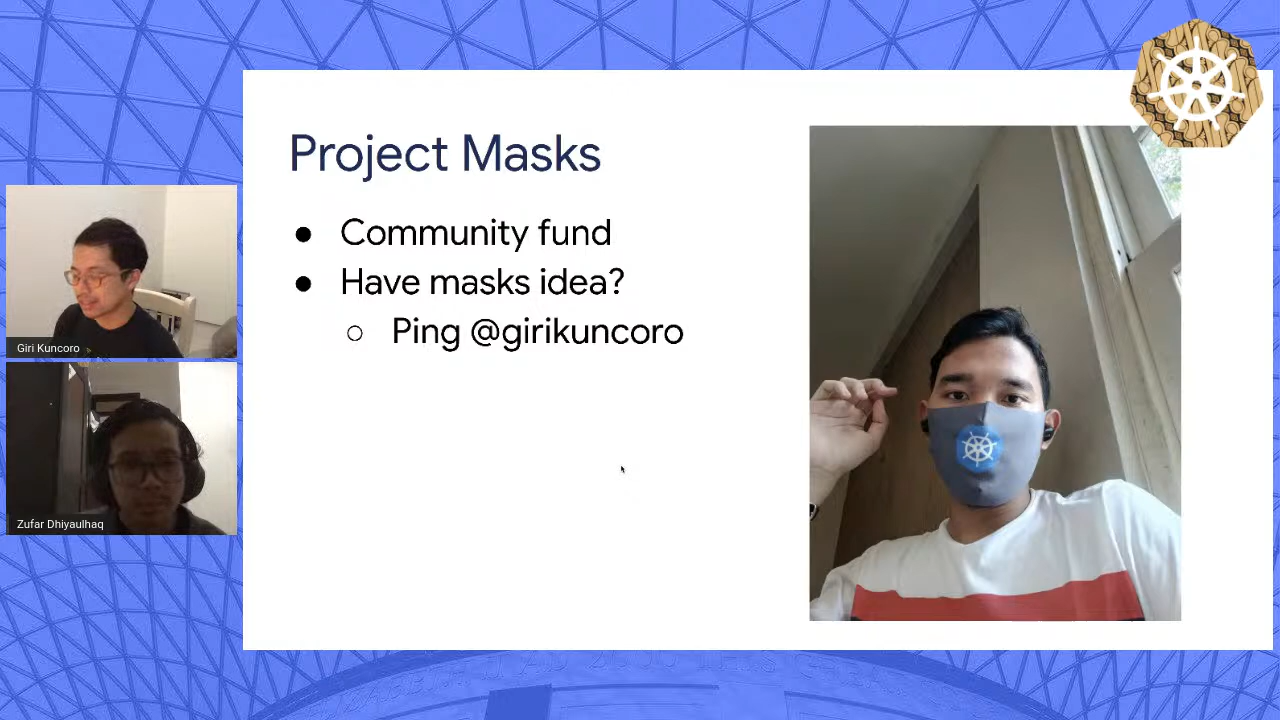 Project Masks
● Community fund
● Have masks idea?
○ Ping @girikuncoro
Giri Kuncoro
Zufar Dhiyaulhaq